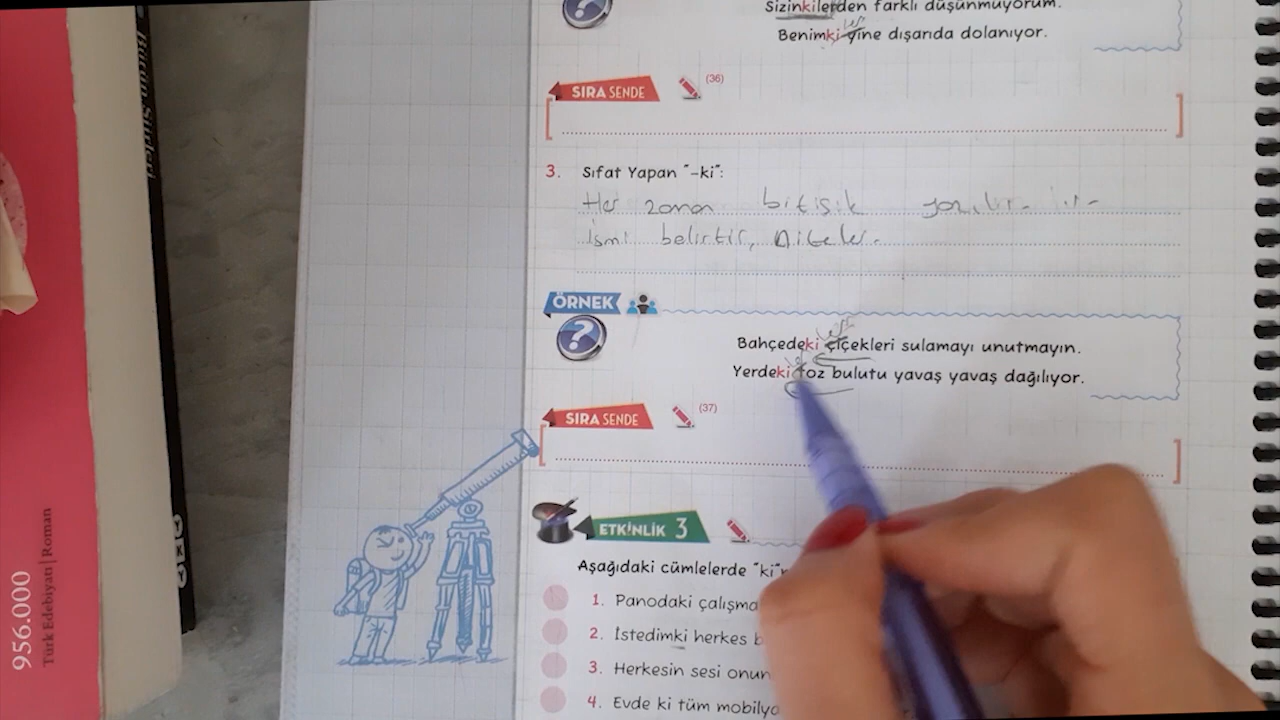 Sizinkilerden farklı düşünmüyorum.
Benimki yine dışarıda dolanıyor.
SIRA SENDE (36)
3. Sıfat Yapan "-ki":
Her zaman bitişik yazılır.
İsmi belirtir, niteler.
ÖRNEK
Bahçedeki çiçekleri sulamayı unutmayın.
Yerdeki toz bulutu yavaş yavaş dağılıyor.
SIRA SENDE (37)
ETKİNLİK 3
Aşağıdaki cümlelerde "ki"
1. Panodaki çalışma
2. İstedimki herkes b
3. Herkesin sesi onun
4. Evde ki tüm mobilya
956.000
Türk Edebiyatı | Roman